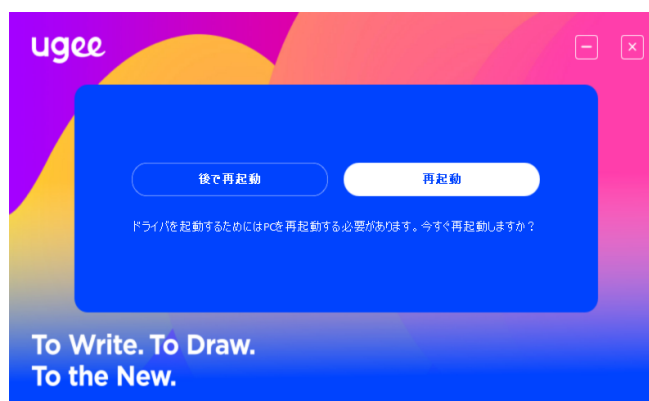 ugee
後で再起動
再起動
ドライバを起動するためにはPCを再起動する必要があります。今すぐ再起動しますか？
To Write. To Draw.
To the New.